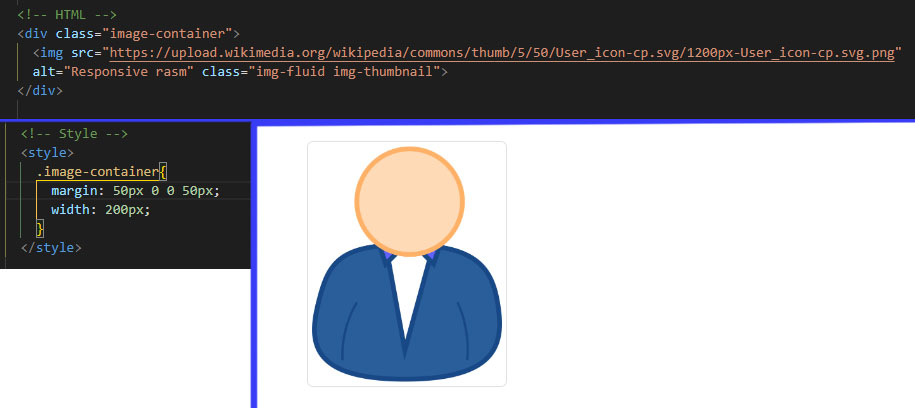 <!-- HTML -->
<div class="image-container">
<img src="https://upload.wikimedia.org/wikipedia/commons/thumb/5/50/User_icon-cp.svg/1200px-User_icon-cp.svg.png"
alt="Responsive rasm" class="img-fluid img-thumbnail">
</div>
<!-- Style -->
<style>
.image-container{
margin: 50px 0 0 50px;
width: 200px;
}
</style>